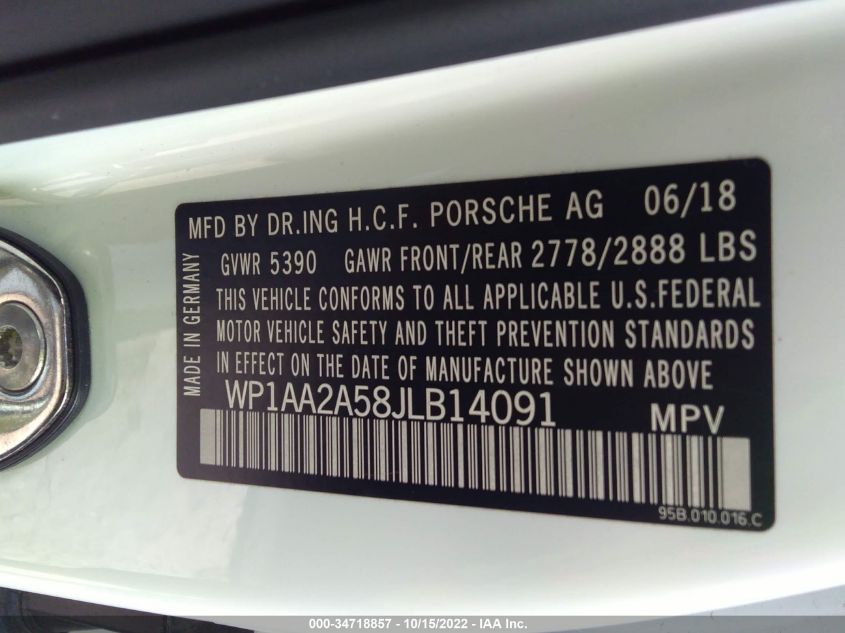 MFD BY DR.ING H.C.F. PORSCHE AG 06/18
GVWR 5390 GAWR FRONT/REAR 2778/2888 LBS
THIS VEHICLE CONFORMS TO ALL APPLICABLE U.S.FEDERAL
MOTOR VEHICLE SAFETY AND THEFT PREVENTION STANDARDS
IN EFFECT ON THE DATE OF MANUFACTURE SHOWN ABOVE
WP1AA2A58JLB14091 MPV
MADE IN GERMANY
95B.010.016.C
000-34718857 - 10/15/2022 - IAA Inc.